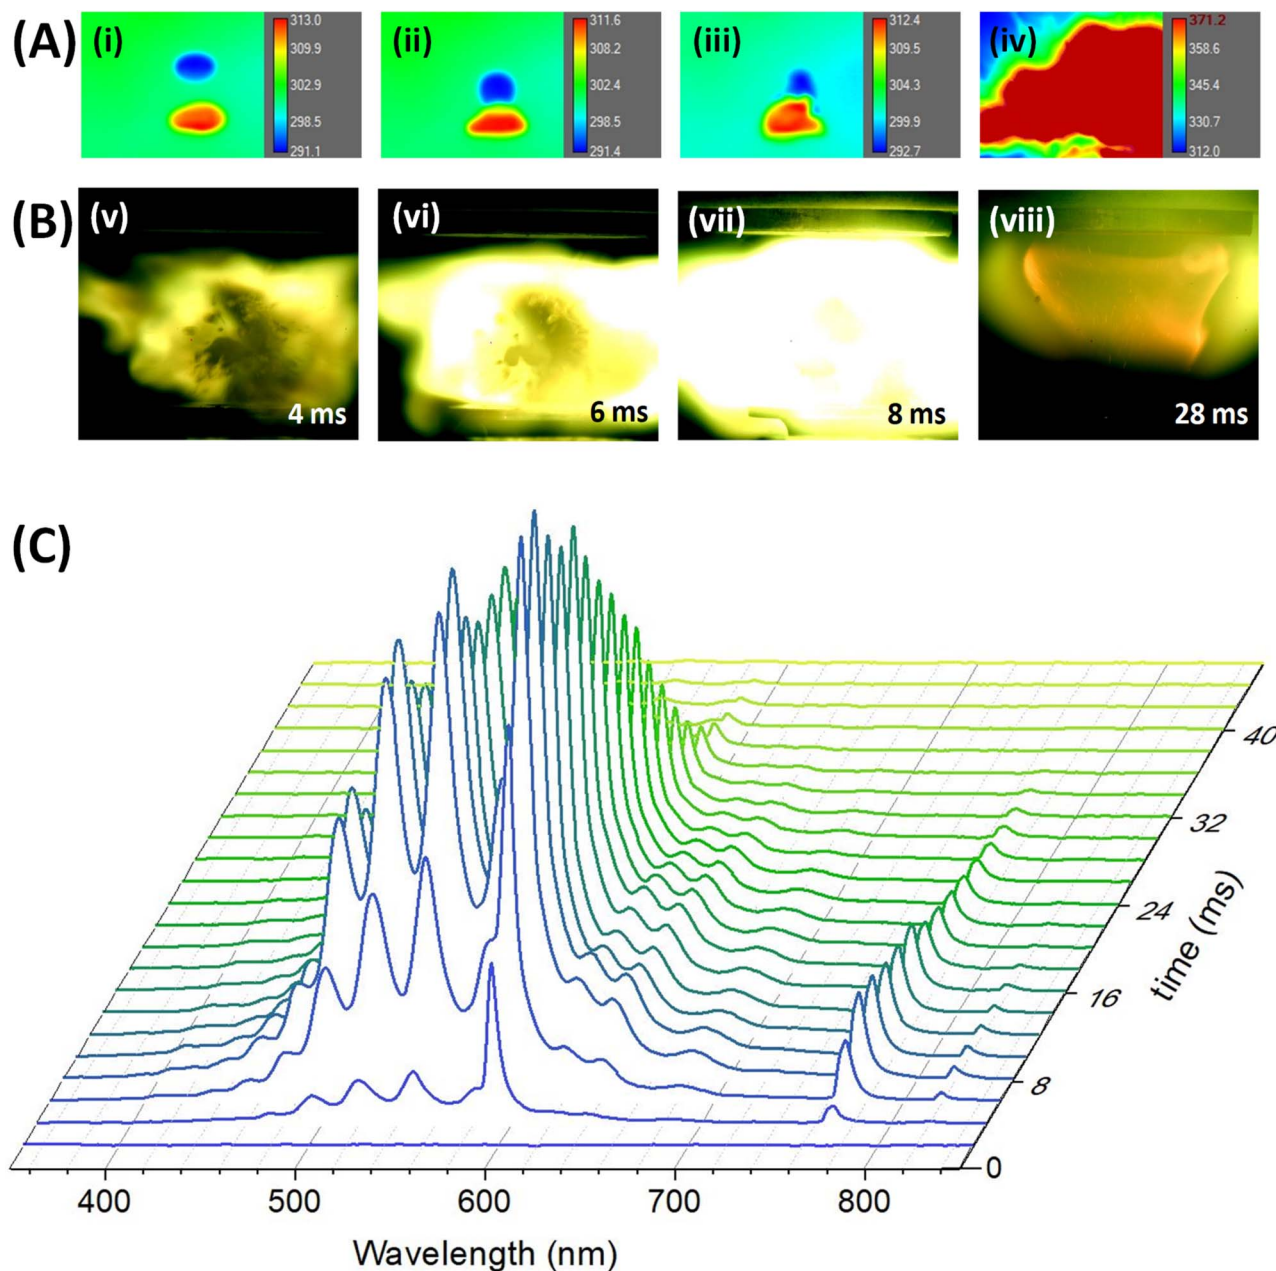 (A)
(i)
313.0
309.9
302.9
298.5
291.1
(ii)
311.6
308.2
302.4
298.5
291.4
(iii)
312.4
309.5
304.3
299.9
292.7
(iv)
371.2
358.6
345.4
330.7
312.0
(B)
(v)
4 ms
(vi)
6 ms
(vii)
8 ms
(viii)
28 ms
(C)
40
32
24
16
8
0
time (ms)
400 500 600 700 800
Wavelength (nm)